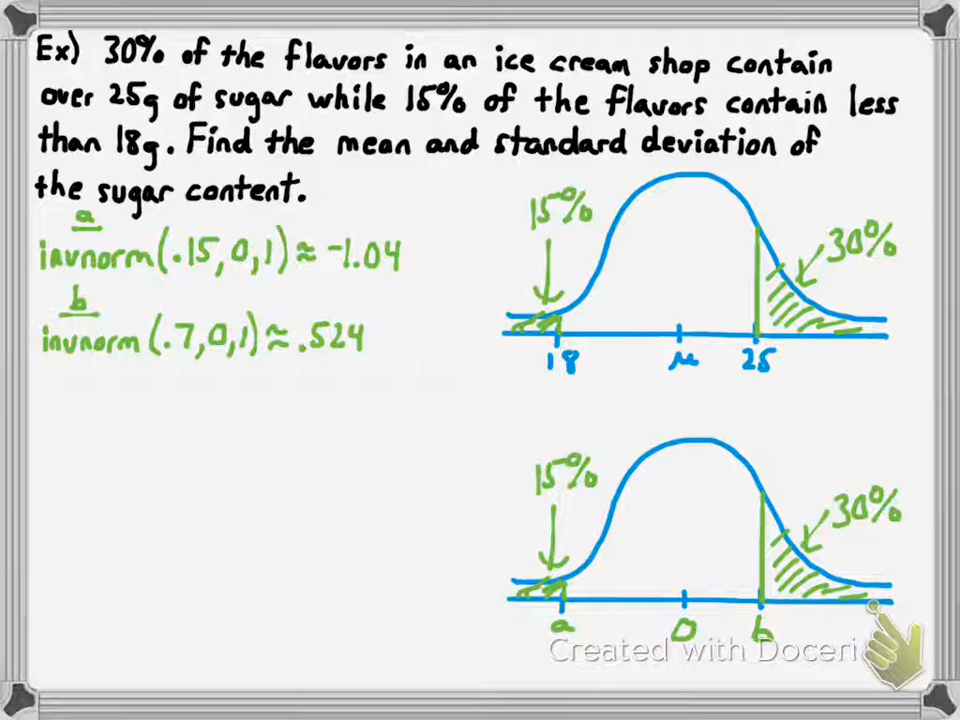 Ex) 30% of the flavors in an ice cream shop contain
over 25g of sugar while 15% of the flavors contain less
than 18g. Find the mean and standard deviation of
the sugar content.
a
invnorm(.15,0,1) ≈ -1.04
b
invnorm(.7,0,1) ≈ .524
15%
30%
18 μ 25
15%
30%
a 0 b
Created with Doceri